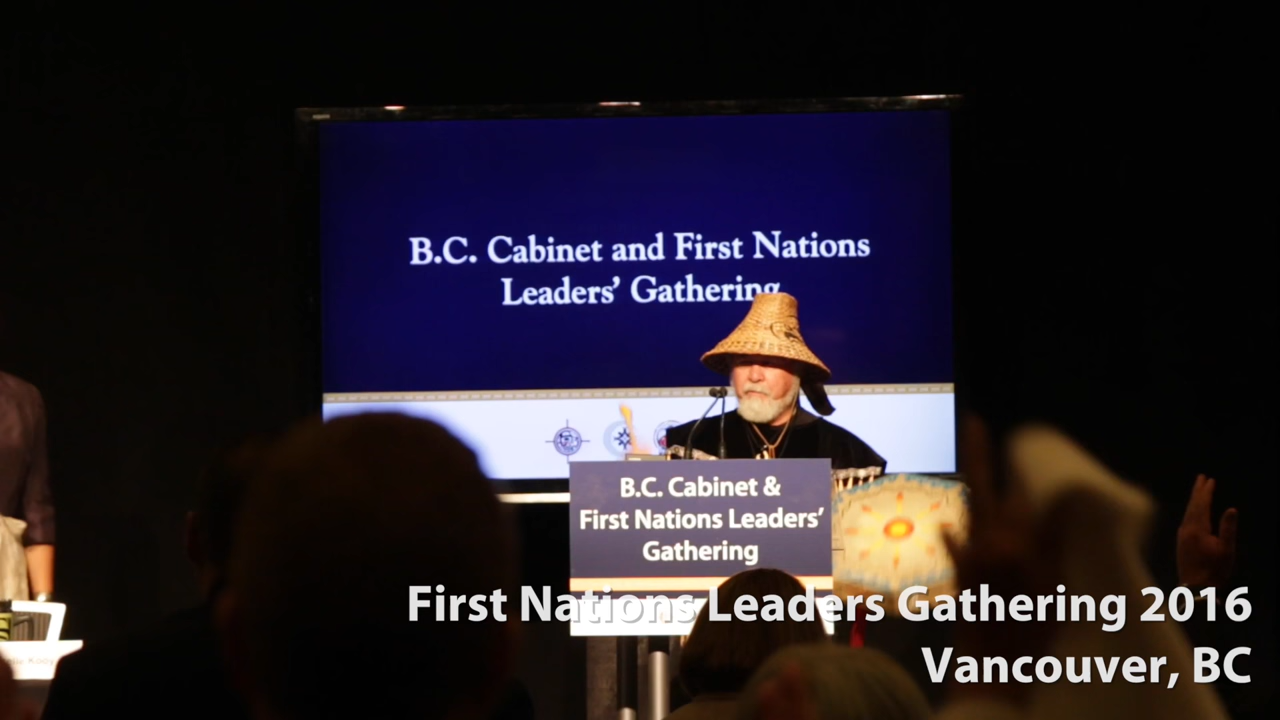 B.C. Cabinet and First Nations
Leaders' Gathering
B.C. Cabinet &
First Nations Leaders'
Gathering
First Nations Leaders Gathering 2016
Vancouver, BC